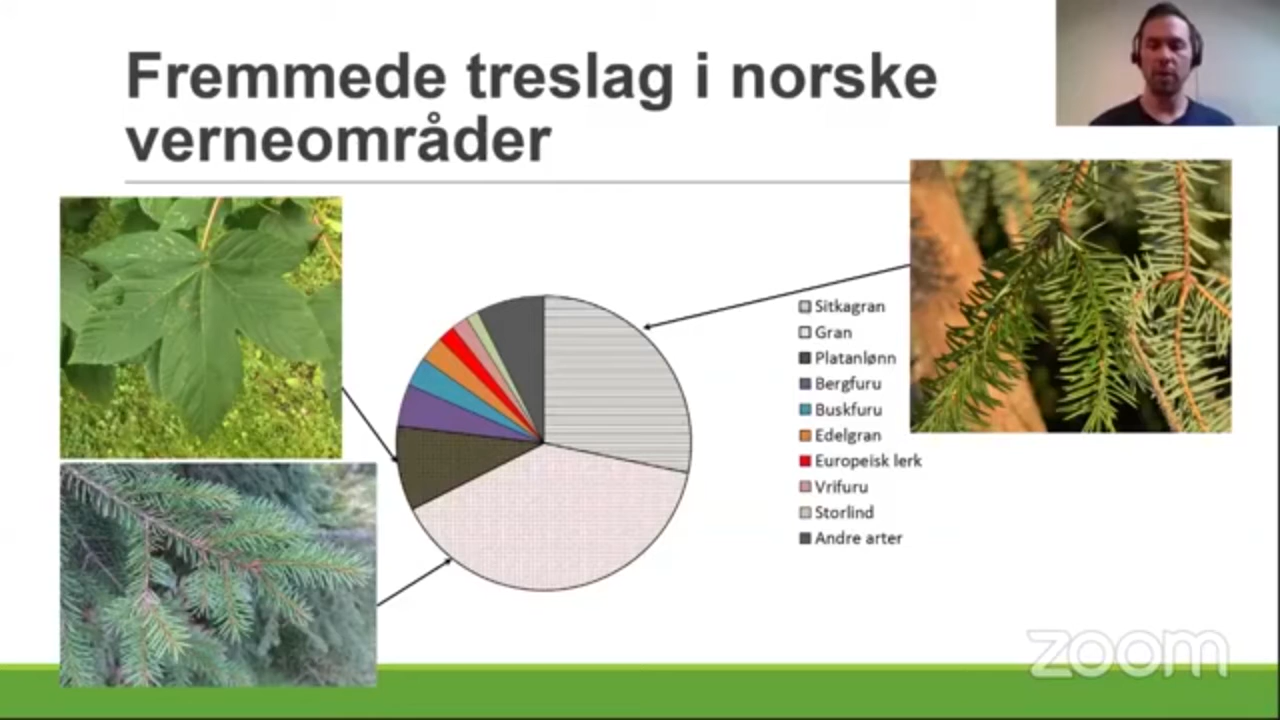 Fremmede treslag i norske
verneområder
Sitkagran
Gran
Platanlønn
Bergfuru
Buskfuru
Edelgran
Europeisk lerk
Vrifuru
Storlind
Andre arter
zoom